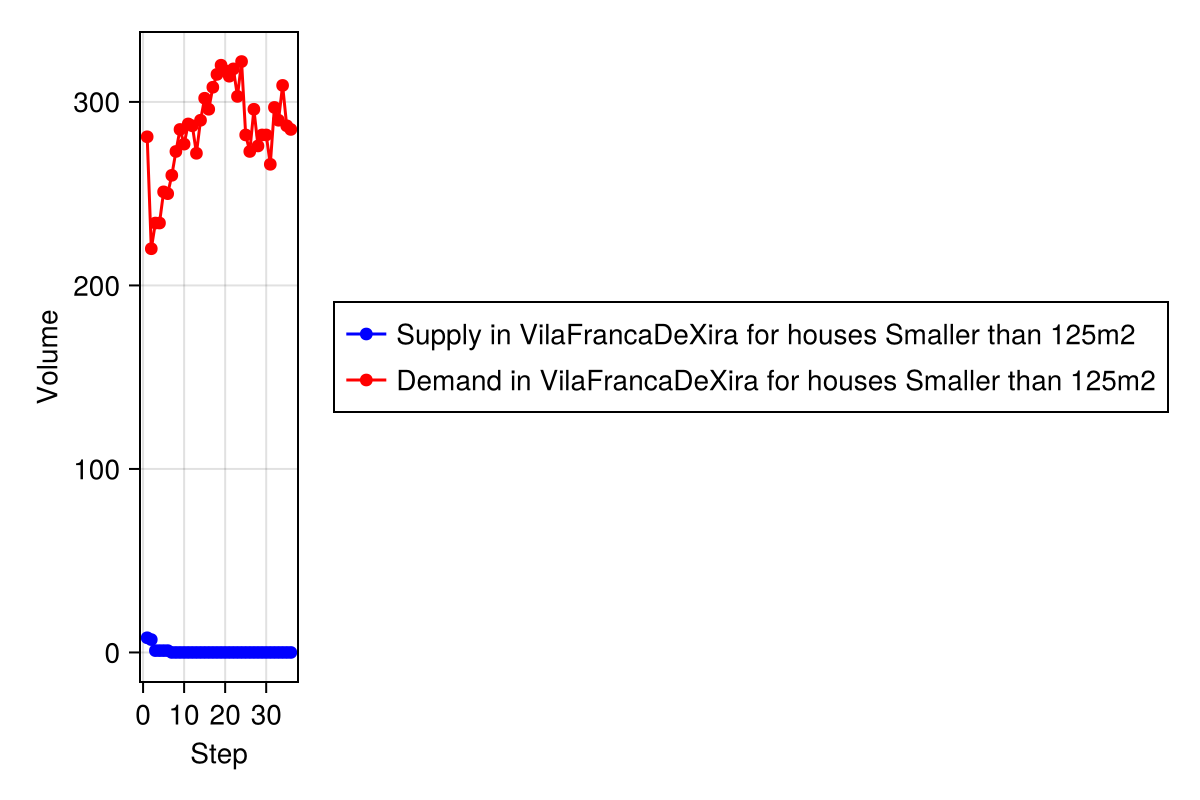 300
200
100
0
Volume
0 10 20 30
Step
Supply in VilaFrancaDeXira for houses Smaller than 125m2
Demand in VilaFrancaDeXira for houses Smaller than 125m2